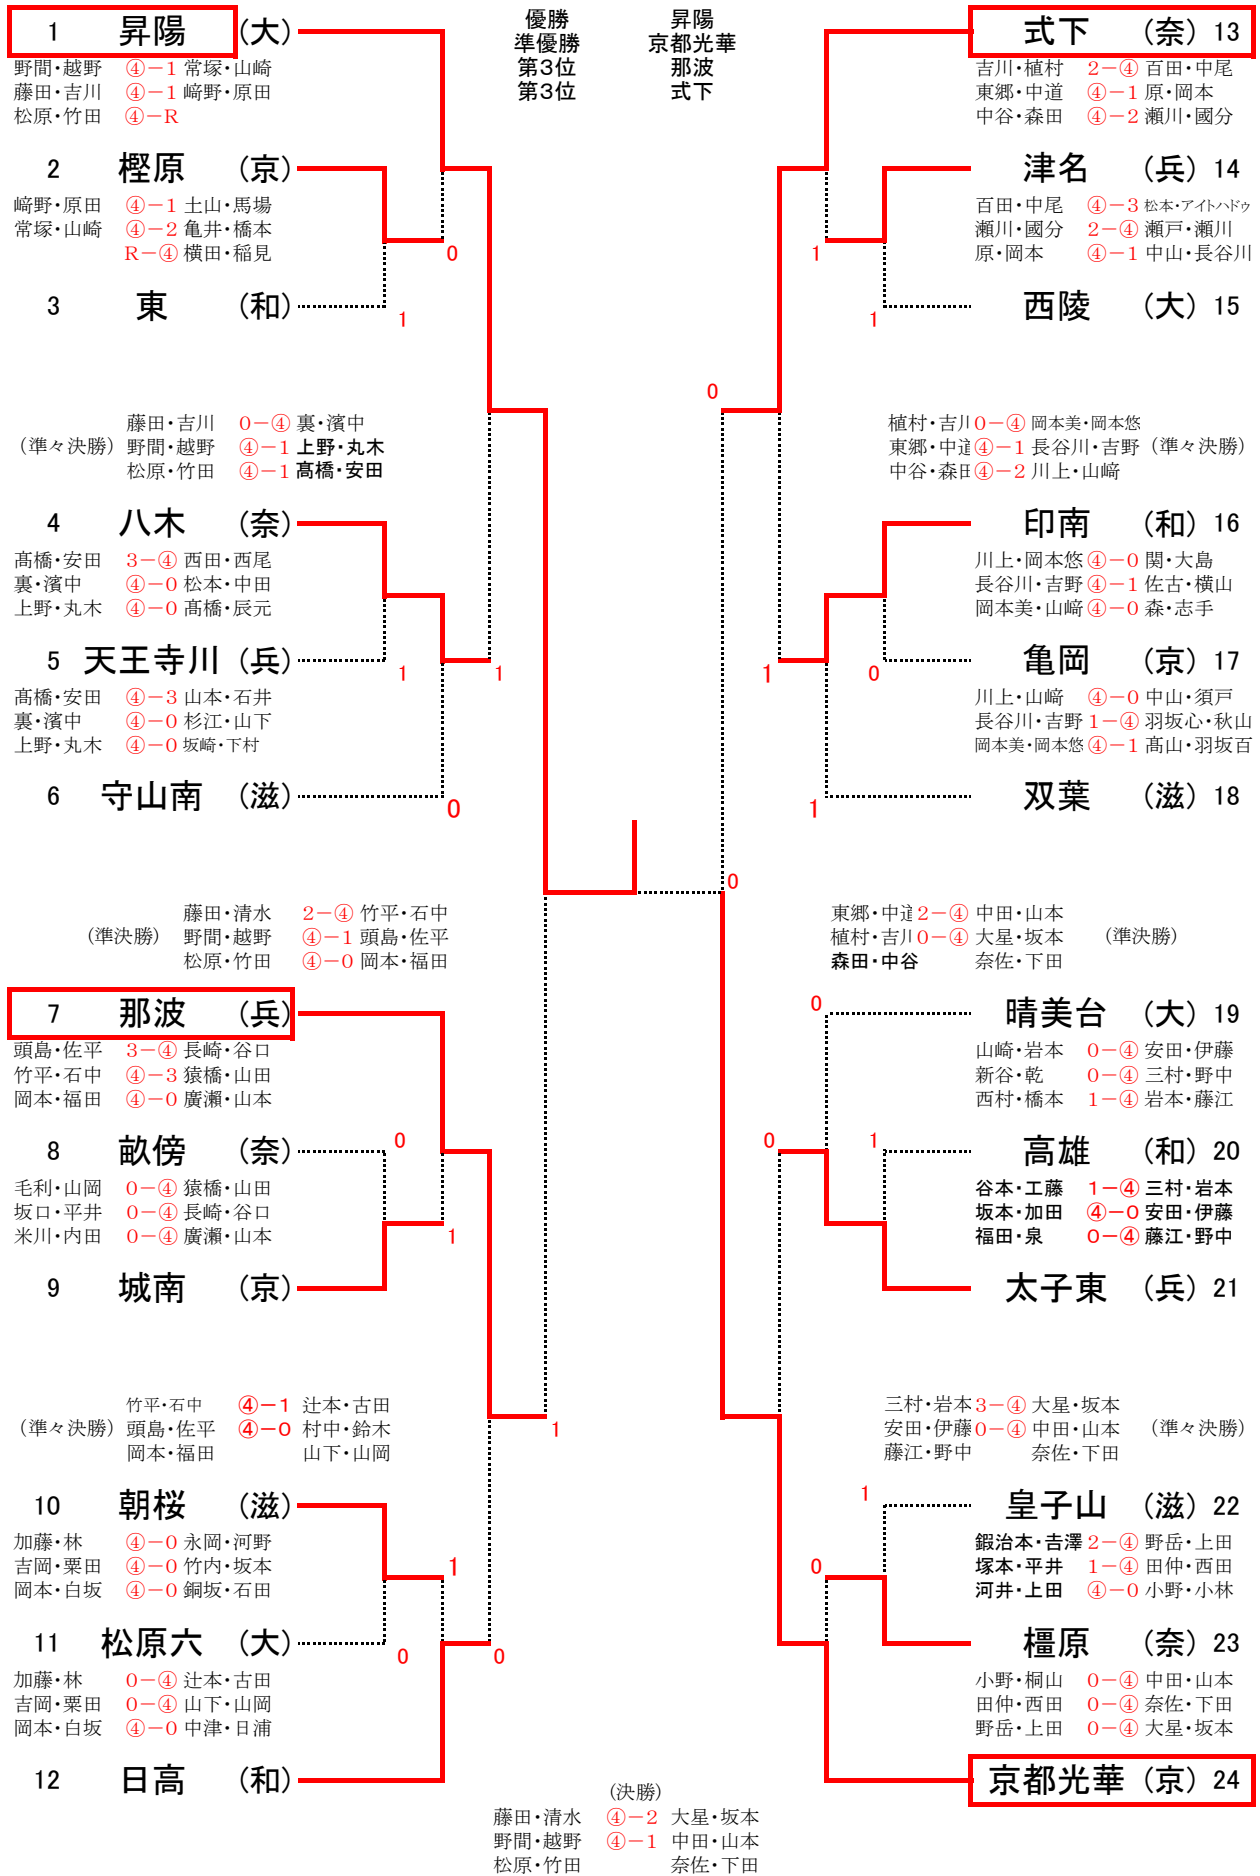 優勝 昇陽
準優勝 京都光華
第3位 那波
第3位 式下
1 昇陽 (大)
野間・越野 ④－1 常塚・山崎
藤田・吉川 ④－1 﨑野・原田
松原・竹田 ④－R
2 樫原 (京)
﨑野・原田 ④－1 土山・馬場
常塚・山崎 ④－2 亀井・橋本
R－④ 横田・稲見
0
3 東 (和)
1
藤田・吉川 0－④ 裏・濱中
(準々決勝) 野間・越野 ④－1 上野・丸木
松原・竹田 ④－1 髙橋・安田
4 八木 (奈)
髙橋・安田 3－④ 西田・西尾
裏・濱中 ④－0 松本・中田
上野・丸木 ④－0 髙橋・辰元
5 天王寺川 (兵)
1
1
髙橋・安田 ④－3 山本・石井
裏・濱中 ④－0 杉江・山下
上野・丸木 ④－0 坂崎・下村
6 守山南 (滋)
0
藤田・清水 2－④ 竹平・石中
(準決勝) 野間・越野 ④－1 頭島・佐平
松原・竹田 ④－0 岡本・福田
7 那波 (兵)
頭島・佐平 3－④ 長崎・谷口
竹平・石中 ④－3 猿橋・山田
岡本・福田 ④－0 廣瀬・山本
8 畝傍 (奈)
0
毛利・山岡 0－④ 猿橋・山田
坂口・平井 0－④ 長崎・谷口
米川・内田 0－④ 廣瀬・山本
1
9 城南 (京)
竹平・石中 ④－1 辻本・古田
(準々決勝) 頭島・佐平 ④－0 村中・鈴木
岡本・福田 山下・山岡
1
10 朝桜 (滋)
加藤・林 ④－0 永岡・河野
吉岡・粟田 ④－0 竹内・坂本
岡本・白坂 ④－0 銅坂・石田
1
11 松原六 (大)
0
0
加藤・林 0－④ 辻本・古田
吉岡・粟田 0－④ 山下・山岡
岡本・白坂 ④－0 中津・日浦
12 日高 (和)
式下 (奈) 13
吉川・植村 2－④ 百田・中尾
東郷・中道 ④－1 原・岡本
中谷・森田 ④－2 瀬川・國分
津名 (兵) 14
百田・中尾 ④－3 松本・アイトハドゥ
瀬川・國分 2－④ 瀬戸・瀬川
原・岡本 ④－1 中山・長谷川
1
西陵 (大) 15
1
0
植村・吉川 0－④ 岡本美・岡本悠
東郷・中道 ④－1 長谷川・吉野 (準々決勝)
中谷・森田 ④－2 川上・山﨑
印南 (和) 16
川上・岡本悠 ④－0 関・大島
長谷川・吉野 ④－1 佐古・横山
岡本美・山﨑 ④－0 森・志手
亀岡 (京) 17
1
0
川上・山﨑 ④－0 中山・須戸
長谷川・吉野 1－④ 羽坂心・秋山
岡本美・岡本悠 ④－1 髙山・羽坂百
双葉 (滋) 18
1
0
東郷・中道 2－④ 中田・山本
植村・吉川 0－④ 大星・坂本 (準決勝)
森田・中谷 奈佐・下田
晴美台 (大) 19
0
山崎・岩本 0－④ 安田・伊藤
新谷・乾 0－④ 三村・野中
西村・橋本 1－④ 岩本・藤江
高雄 (和) 20
0
1
谷本・工藤 1－④ 三村・岩本
坂本・加田 ④－0 安田・伊藤
福田・泉 0－④ 藤江・野中
太子東 (兵) 21
三村・岩本 3－④ 大星・坂本
安田・伊藤 0－④ 中田・山本 (準々決勝)
藤江・野中 奈佐・下田
1
皇子山 (滋) 22
鍜治本・吉澤 2－④ 野岳・上田
塚本・平井 1－④ 田仲・西田
河井・上田 ④－0 小野・小林
0
橿原 (奈) 23
小野・桐山 0－④ 中田・山本
田仲・西田 0－④ 奈佐・下田
野岳・上田 0－④ 大星・坂本
京都光華 (京) 24
(決勝)
藤田・清水 ④－2 大星・坂本
野間・越野 ④－1 中田・山本
松原・竹田 奈佐・下田